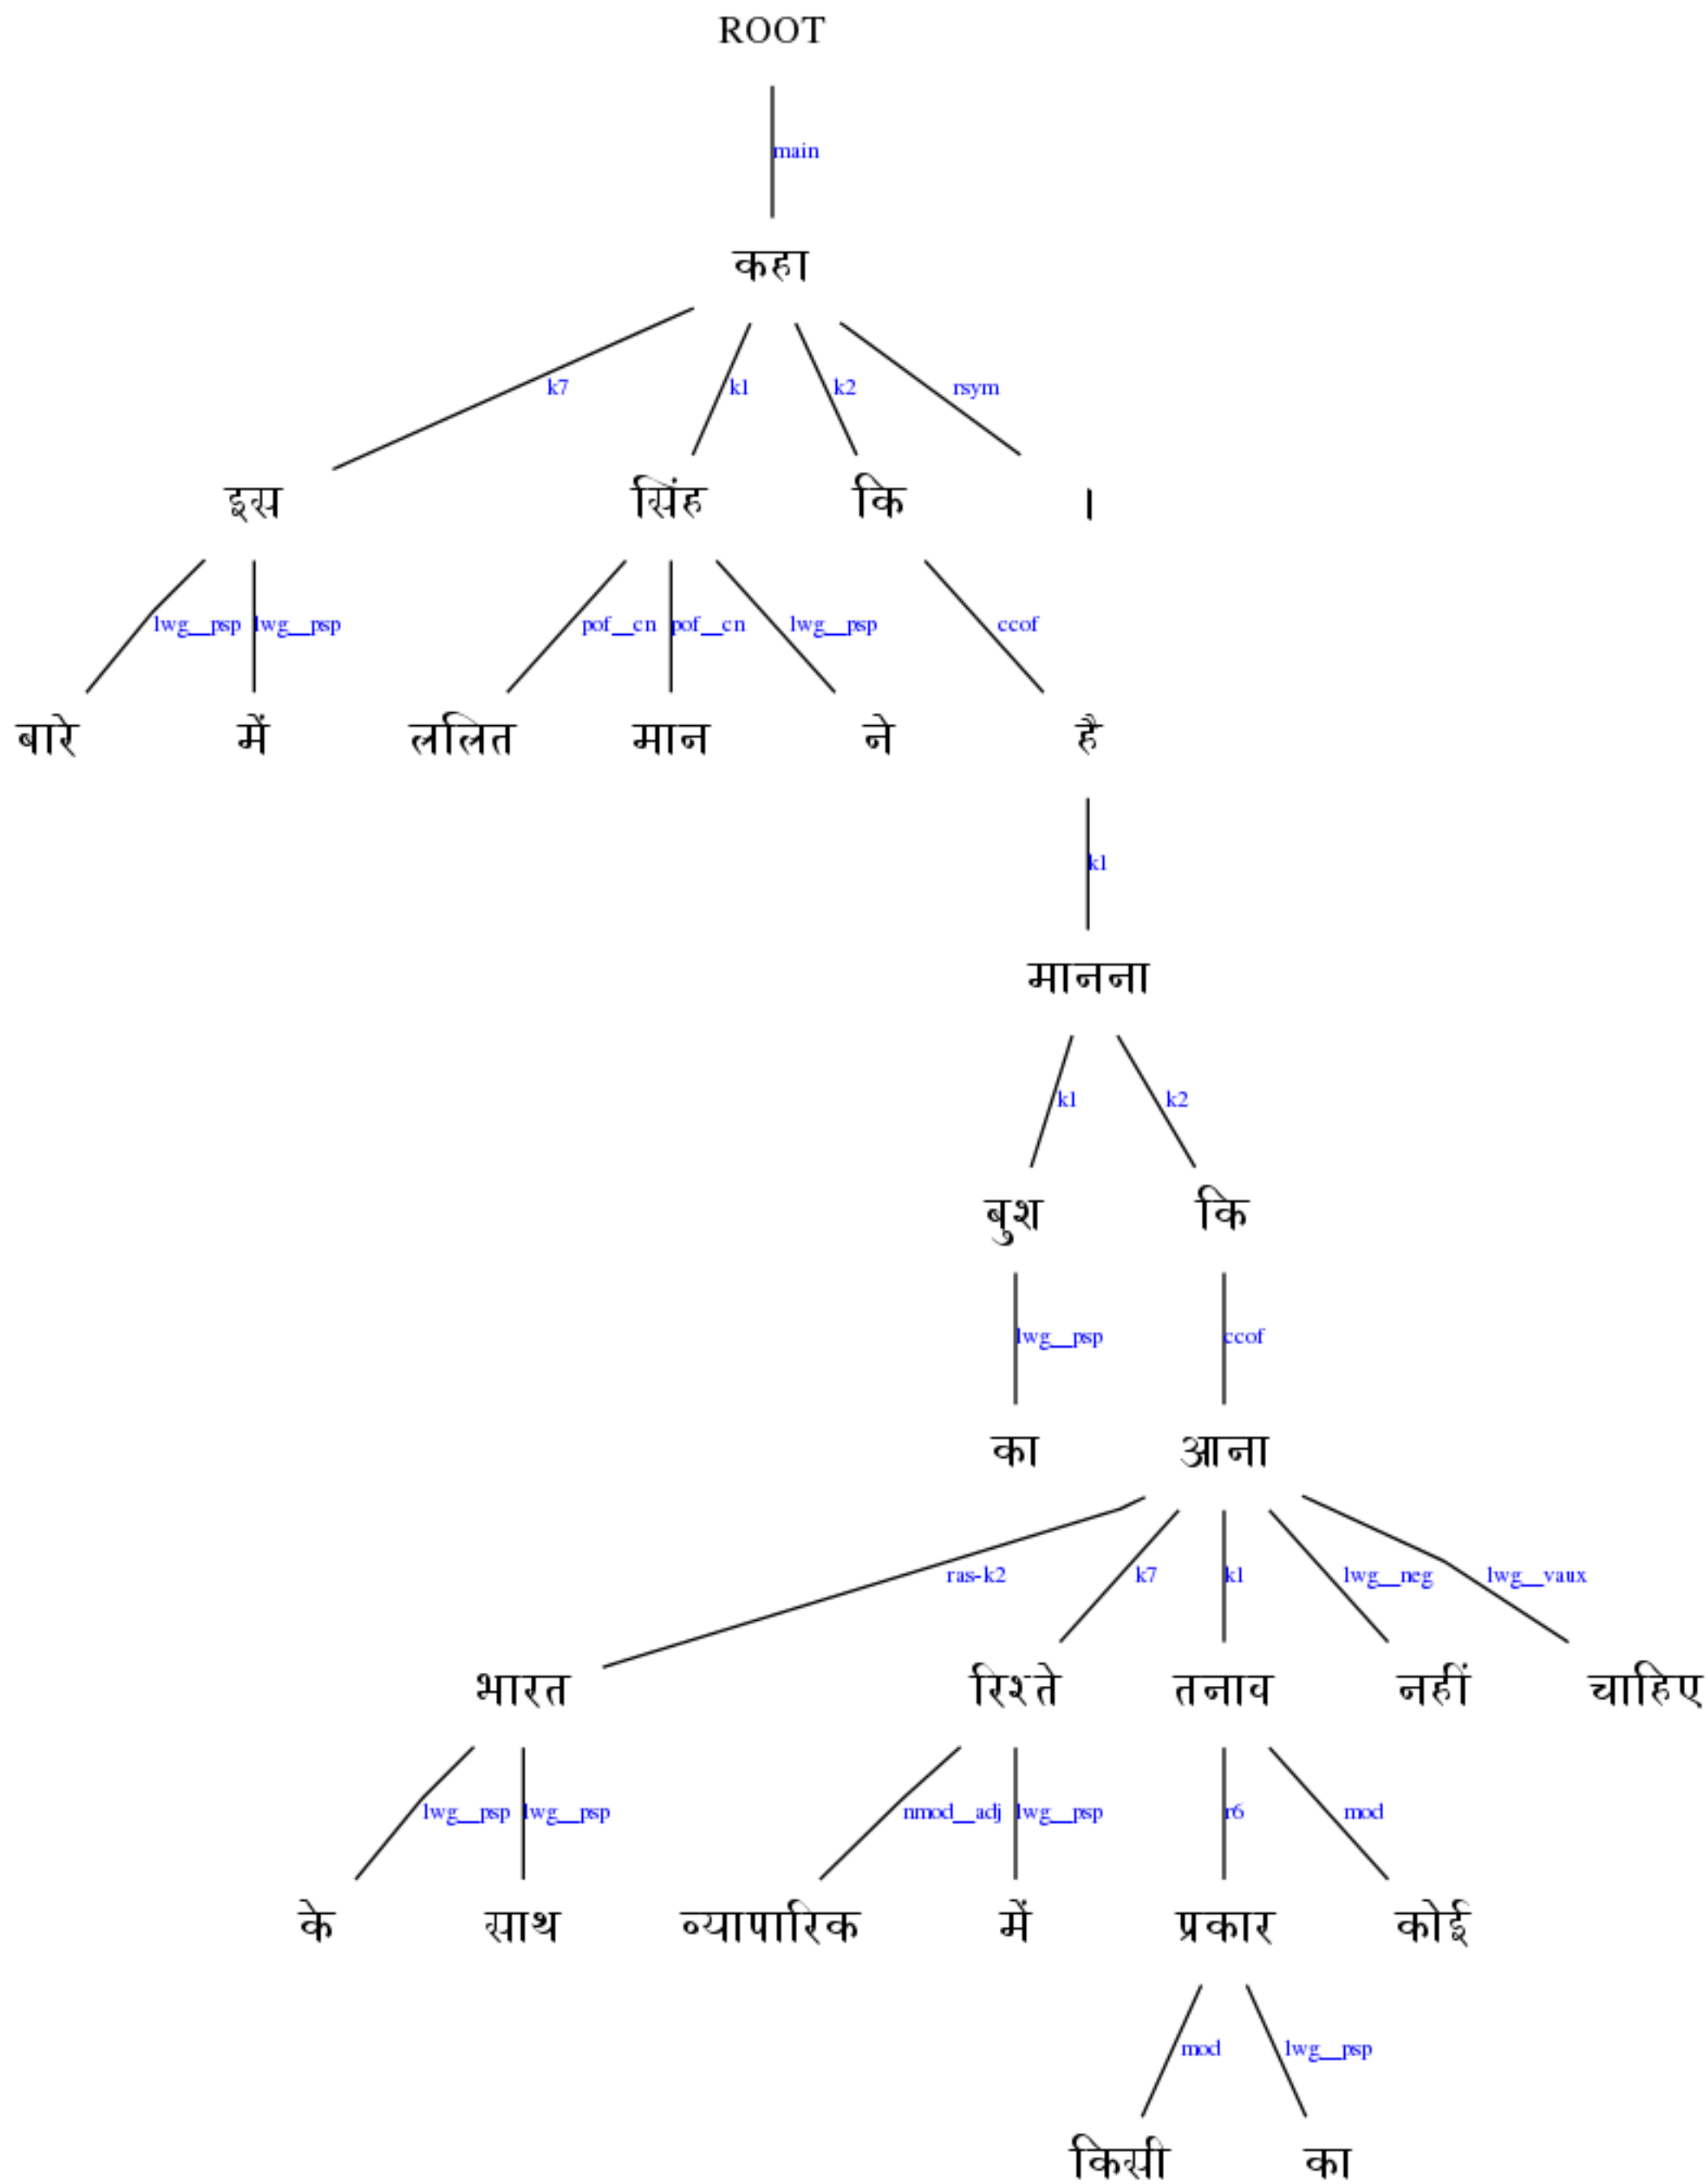 ROOT
main
कहा
k7 k1 k2 rsym
इस सिंह कि ।
lwg__psp lwg__psp pof__cn pof__cn lwg__psp ccof
बारे में ललित मान ने है
k1
मानना
k1 k2
बुश कि
lwg__psp ccof
का आना
ras-k2 k7 k1 lwg__neg lwg__vaux
भारत रिश्ते तनाव नहीं चाहिए
lwg__psp lwg__psp nmod__adj lwg__psp r6 mod
के साथ व्यापारिक में प्रकार कोई
mod lwg__psp
किसी का